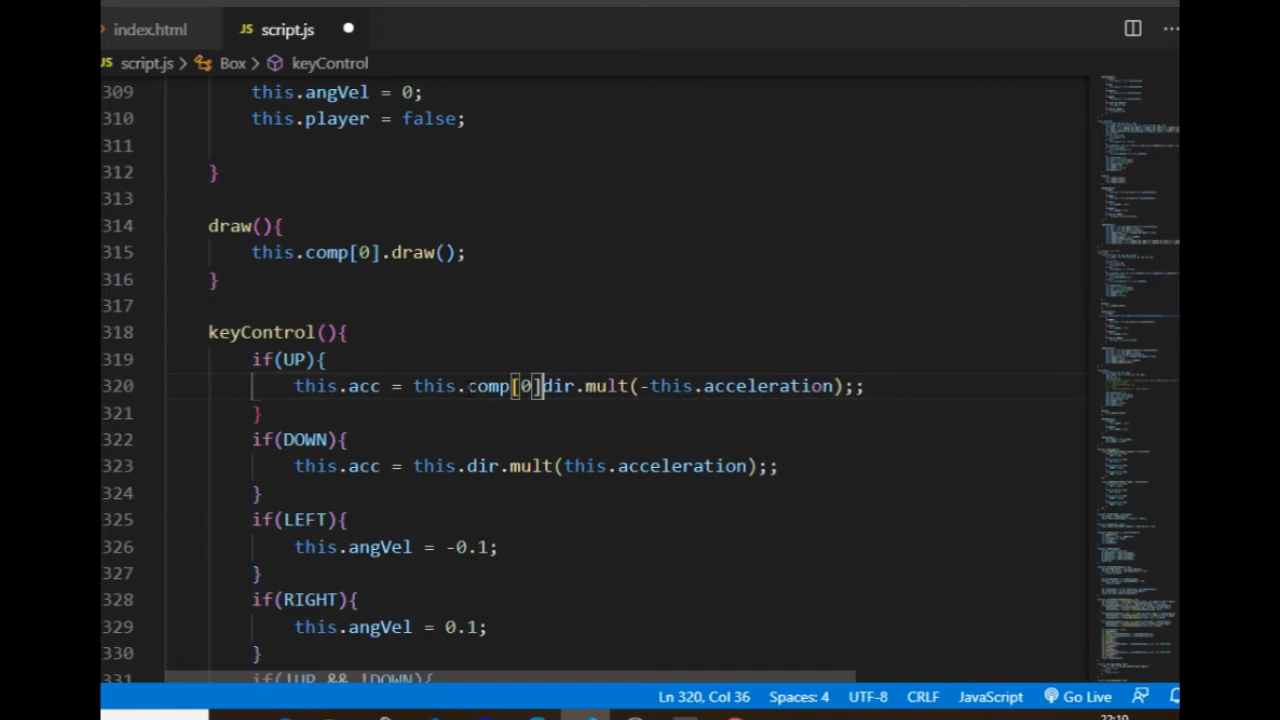 index.html JS script.js
JS script.js > Box > keyControl
309 this.angVel = 0;
310 this.player = false;
311
312 }
313
314 draw(){
315 this.comp[0].draw();
316 }
317
318 keyControl(){
319 if(UP){
320 this.acc = this.comp[0]dir.mult(-this.acceleration);;
321 }
322 if(DOWN){
323 this.acc = this.dir.mult(this.acceleration);;
324 }
325 if(LEFT){
326 this.angVel = -0.1;
327 }
328 if(RIGHT){
329 this.angVel = 0.1;
330 }
331 if(!UP && !DOWN){
Ln 320, Col 36 Spaces: 4 UTF-8 CRLF JavaScript Go Live
22:10